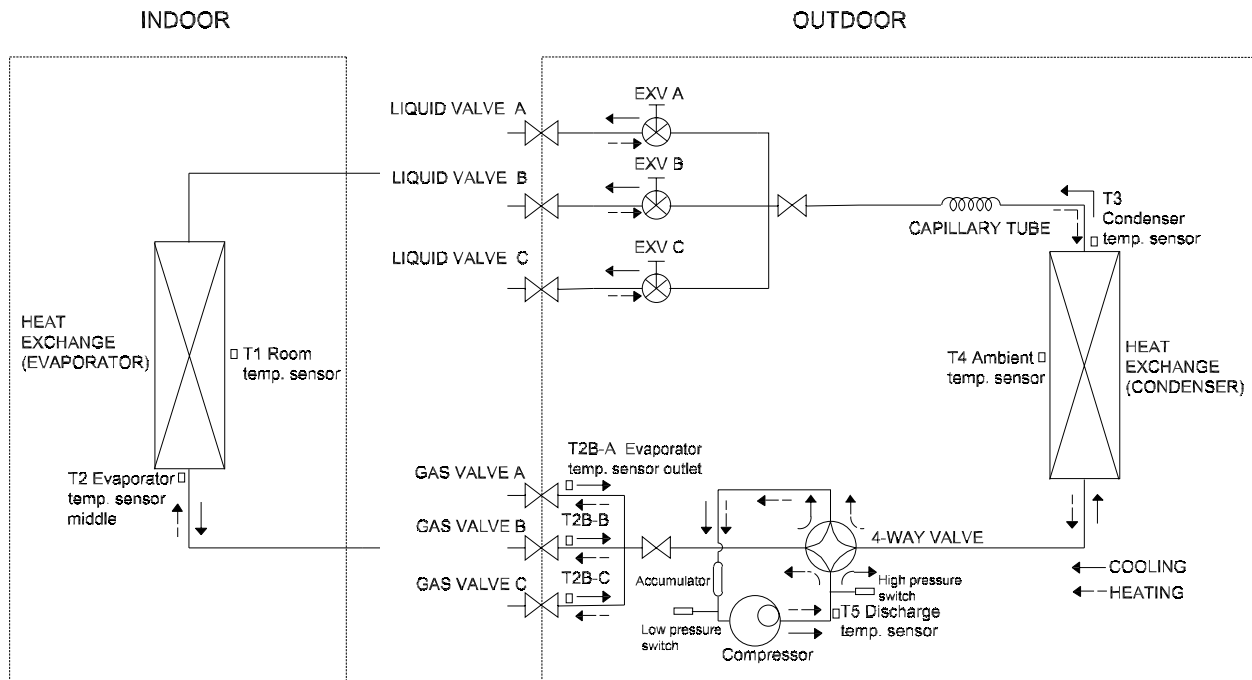 INDOOR
OUTDOOR
LIQUID VALVE A
EXV A
LIQUID VALVE B
EXV B
LIQUID VALVE C
EXV C
CAPILLARY TUBE
T3
Condenser
temp. sensor
HEAT
EXCHANGE
(EVAPORATOR)
T1 Room
temp. sensor
T4 Ambient
temp. sensor
HEAT
EXCHANGE
(CONDENSER)
T2 Evaporator
temp. sensor
middle
GAS VALVE A
T2B-A Evaporator
temp. sensor outlet
GAS VALVE B
T2B-B
GAS VALVE C
T2B-C
4-WAY VALVE
Accumulator
High pressure
switch
Low pressure
switch
T5 Discharge
temp. sensor
Compressor
COOLING
HEATING